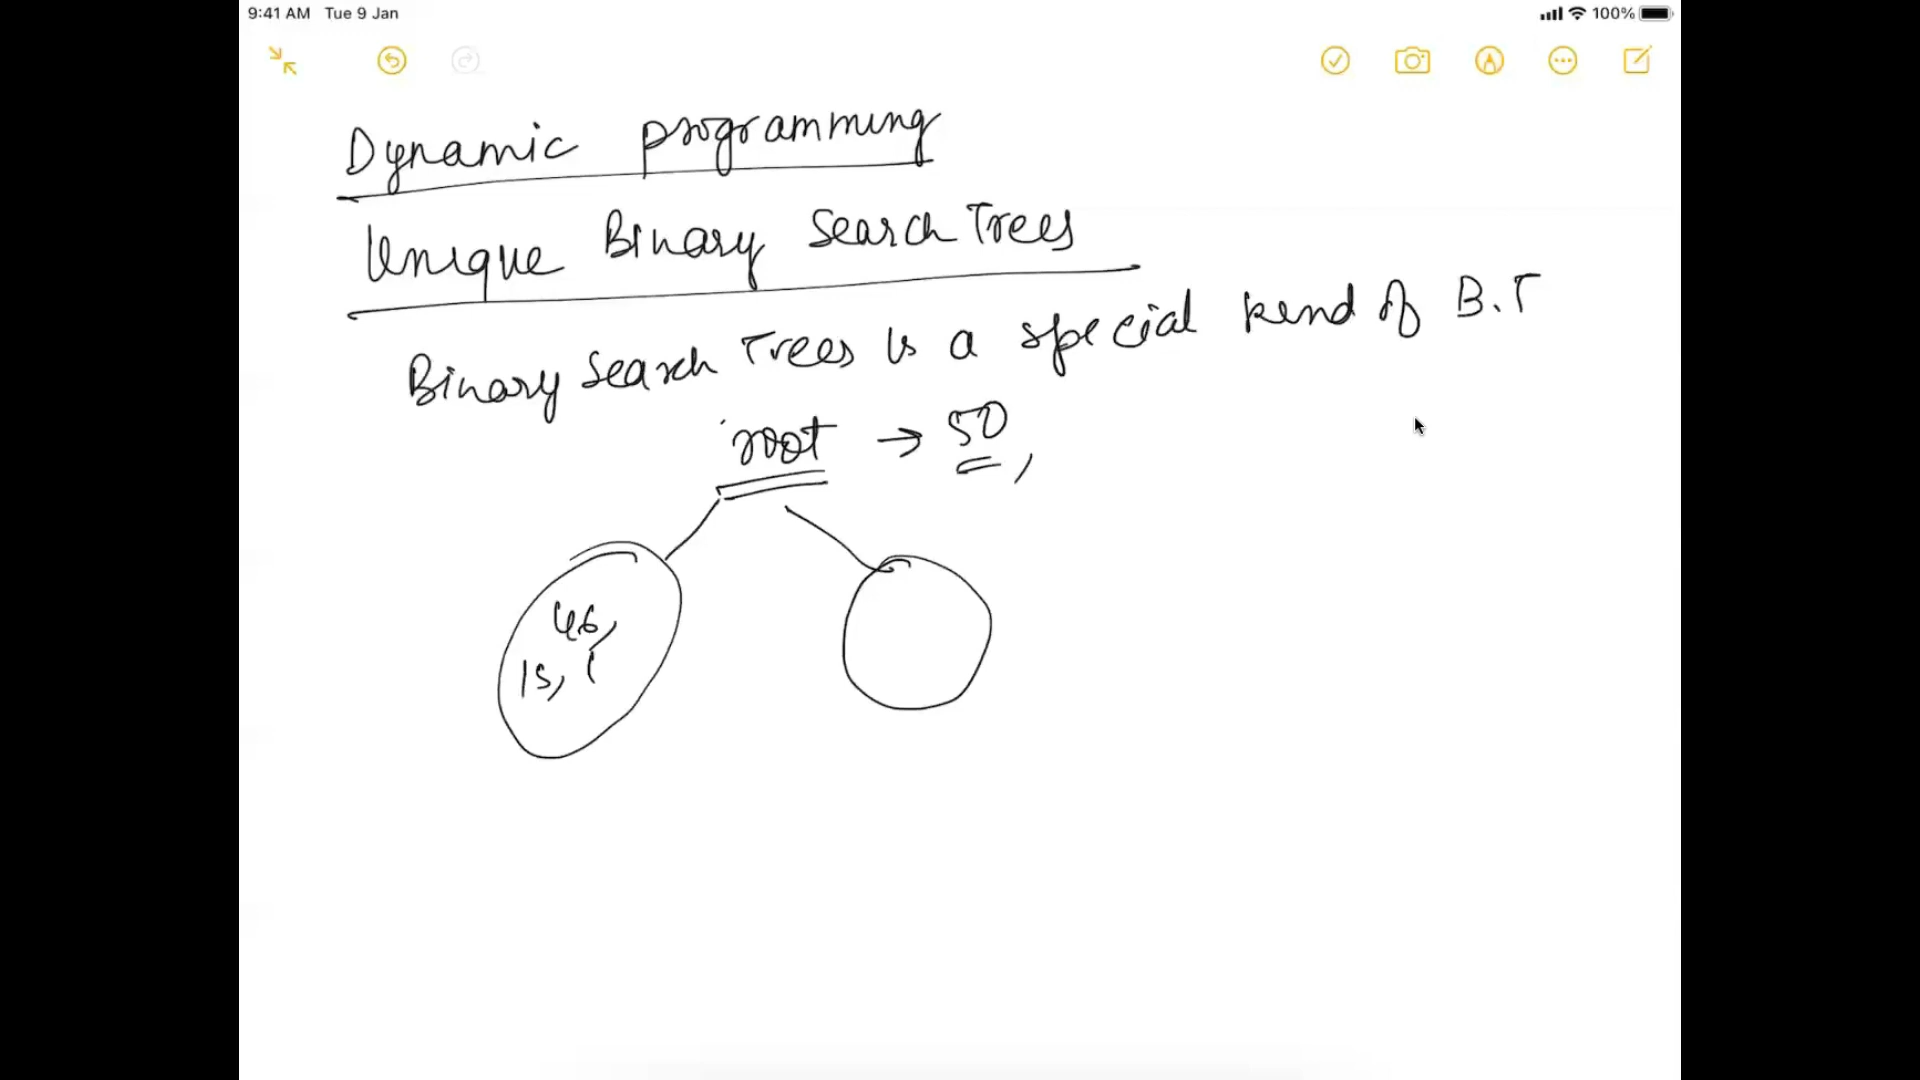 9:41 AM Tue 9 Jan
100%
Dynamic programming
Unique Binary Search Trees
Binary Search Trees is a special kind of B.T
root → 50,
46,
15, 1